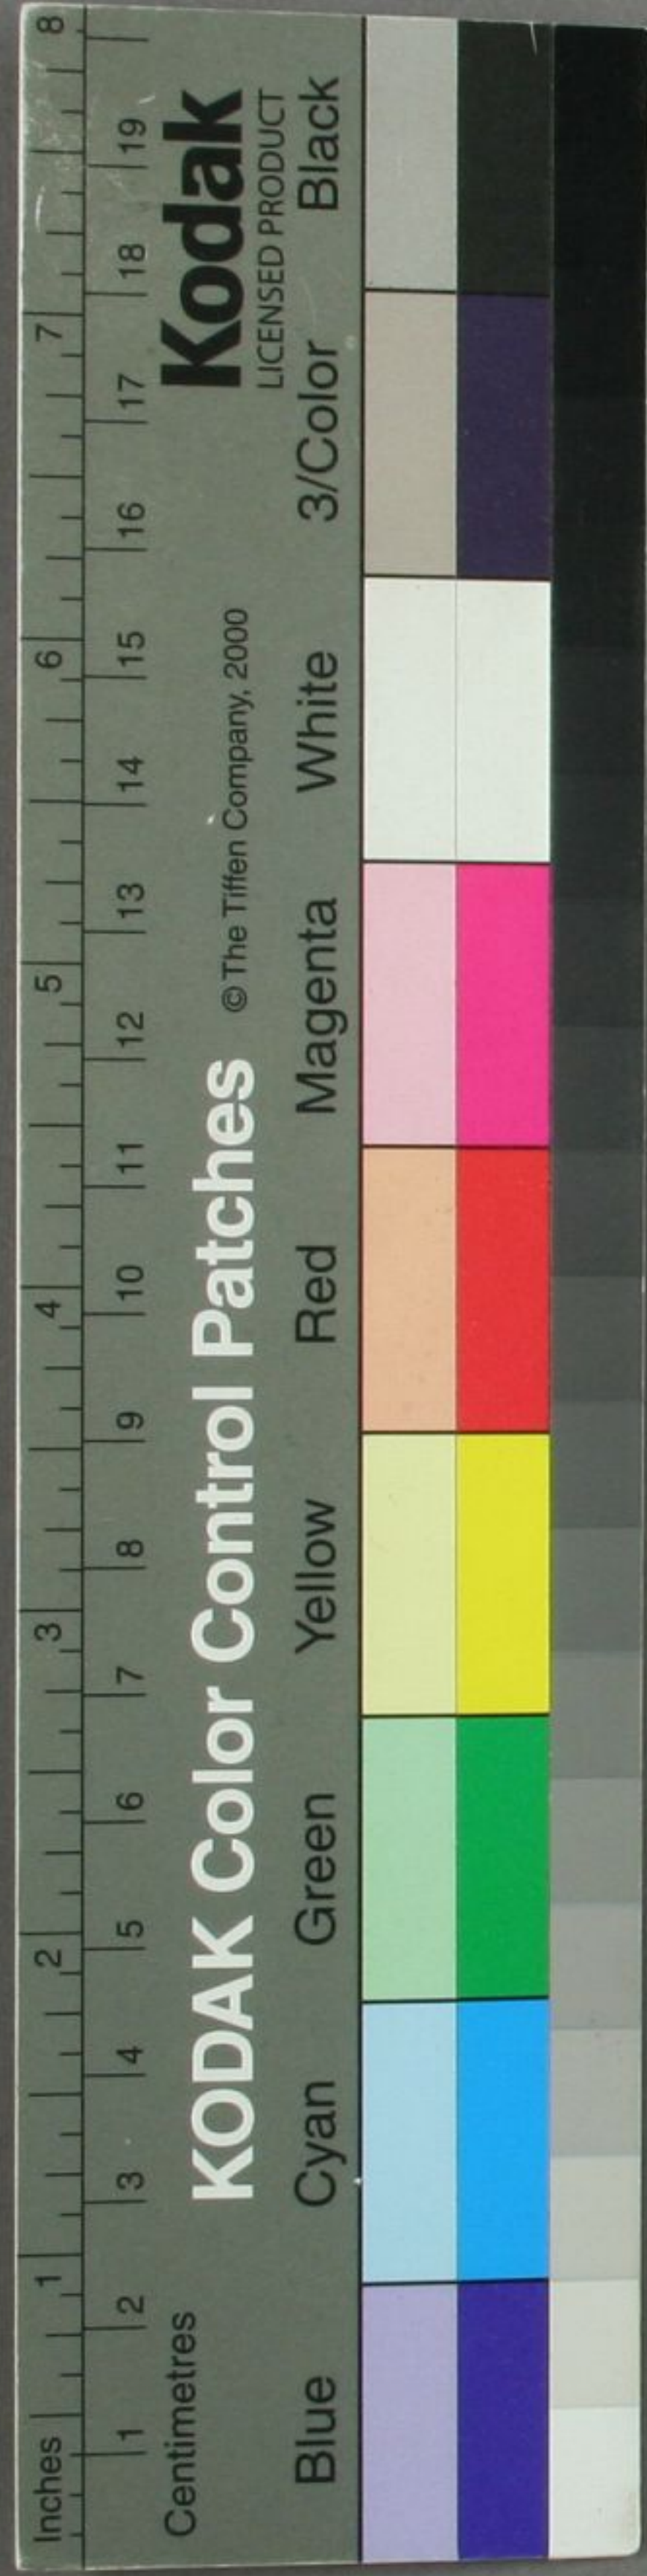 Inches 1 2 3 4 5 6 7 8
1 2 3 4 5 6 7 8 9 10 11 12 13 14 15 16 17 18 19
Centimetres
KODAK Color Control Patches
© The Tiffen Company, 2000
Kodak
LICENSED PRODUCT
Blue Cyan Green Yellow Red Magenta White 3/Color Black